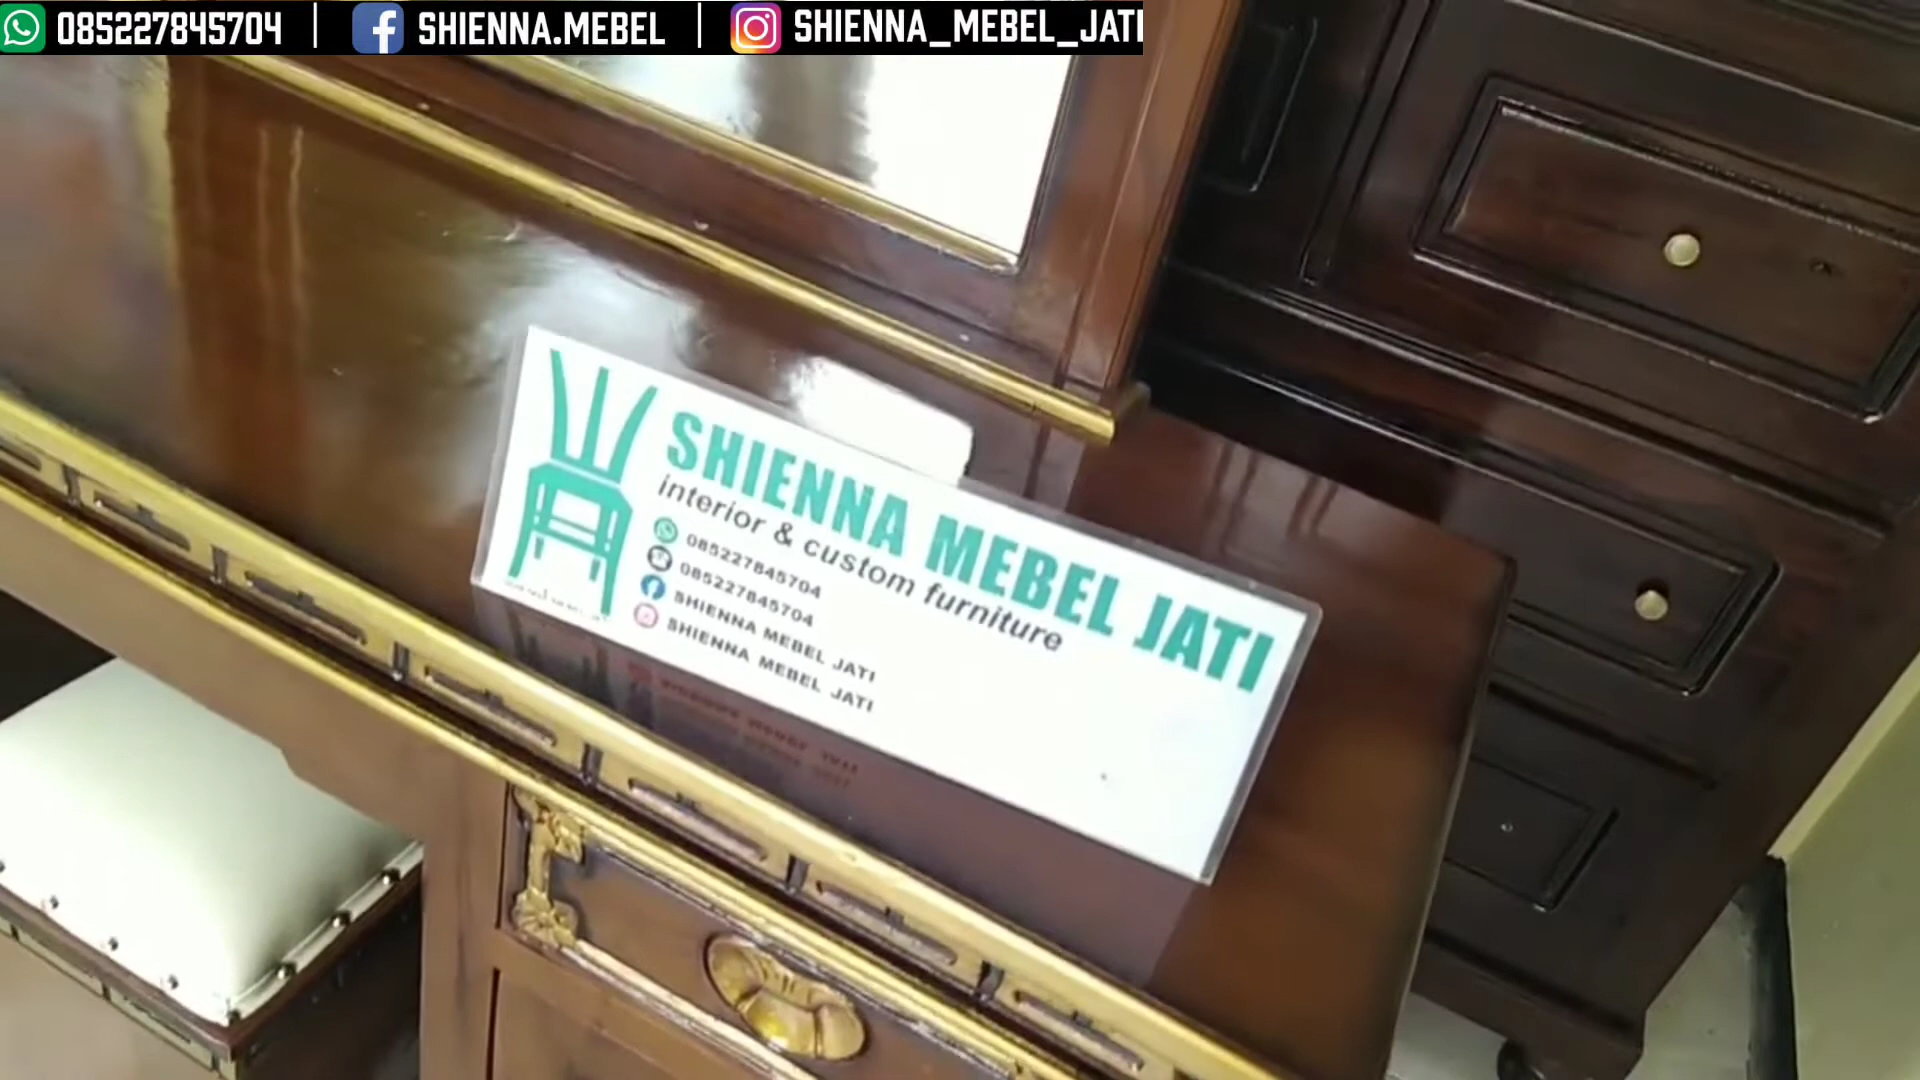 085227845704 | SHIENNA.MEBEL | SHIENNA_MEBEL_JATI
SHIENNA MEBEL JATI
interior & custom furniture
085227845704
085227845704
SHIENNA MEBEL JATI
SHIENNA MEBEL JATI